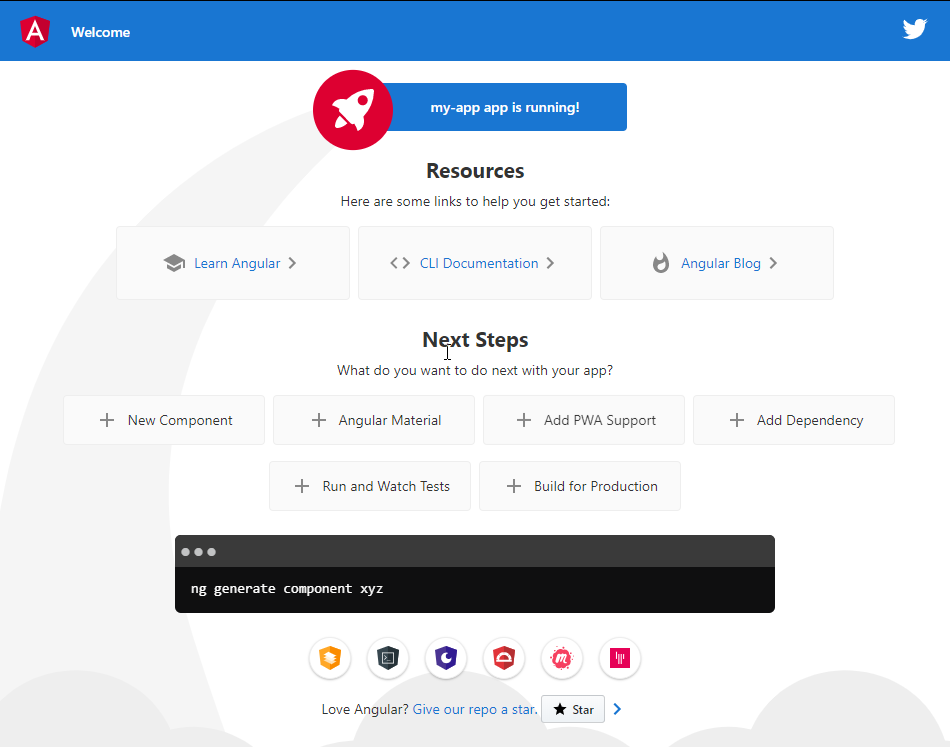 Welcome
my-app app is running!
Resources
Here are some links to help you get started:
Learn Angular
CLI Documentation
Angular Blog
Next Steps
What do you want to do next with your app?
New Component
Angular Material
Add PWA Support
Add Dependency
Run and Watch Tests
Build for Production
ng generate component xyz
Love Angular? Give our repo a star. Star